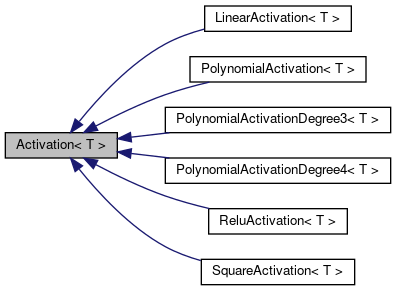 LinearActivation< T >
PolynomialActivation< T >
PolynomialActivationDegree3< T >
Activation< T >
PolynomialActivationDegree4< T >
ReluActivation< T >
SquareActivation< T >